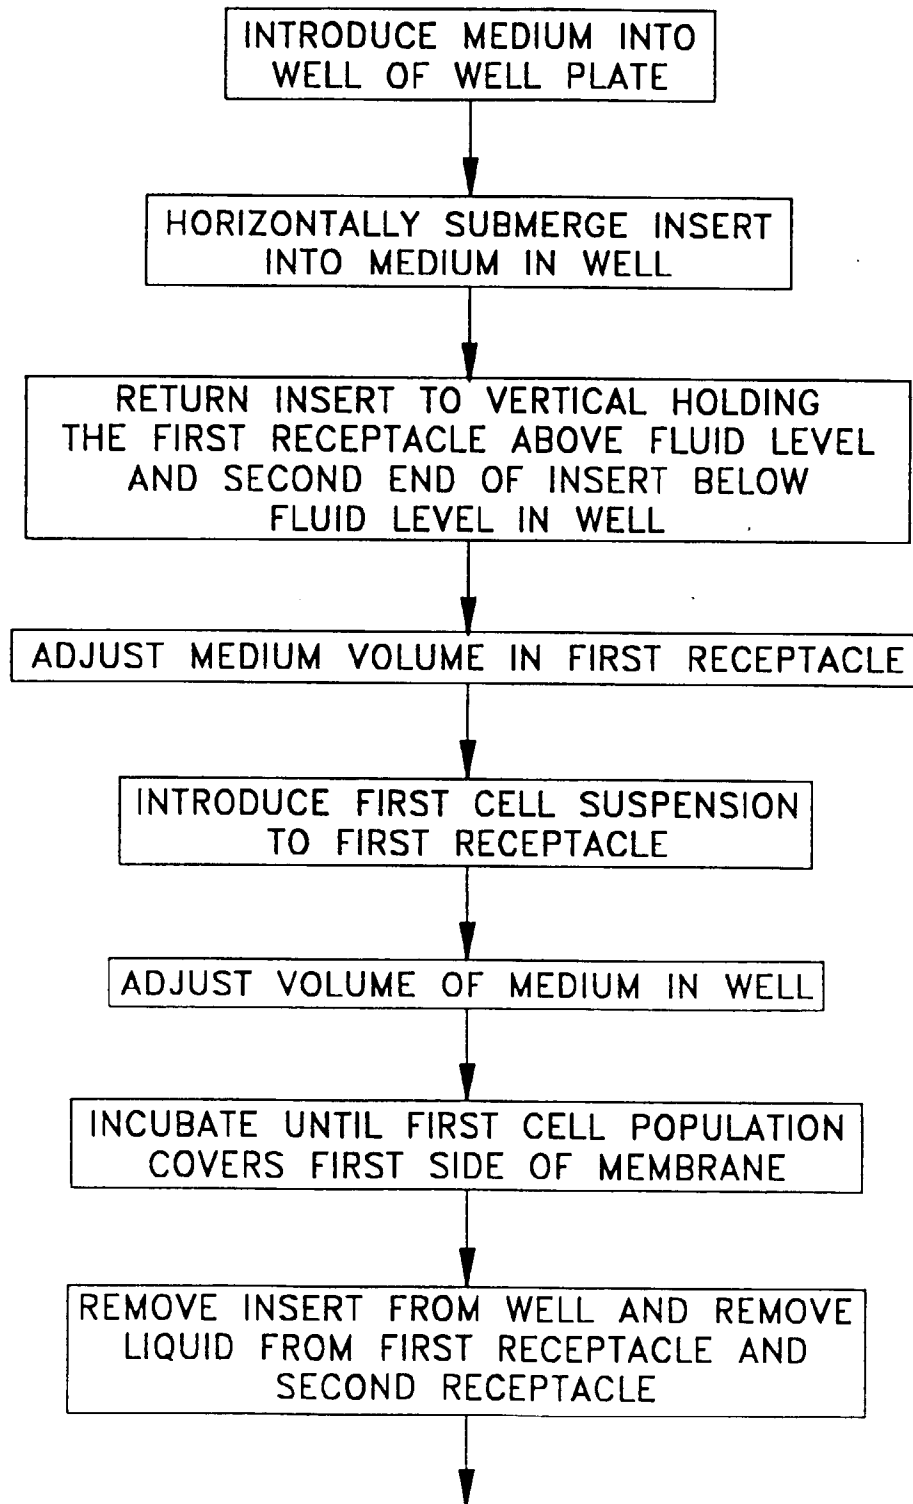 INTRODUCE MEDIUM INTO
WELL OF WELL PLATE
HORIZONTALLY SUBMERGE INSERT
INTO MEDIUM IN WELL
RETURN INSERT TO VERTICAL HOLDING
THE FIRST RECEPTACLE ABOVE FLUID LEVEL
AND SECOND END OF INSERT BELOW
FLUID LEVEL IN WELL
ADJUST MEDIUM VOLUME IN FIRST RECEPTACLE
INTRODUCE FIRST CELL SUSPENSION
TO FIRST RECEPTACLE
ADJUST VOLUME OF MEDIUM IN WELL
INCUBATE UNTIL FIRST CELL POPULATION
COVERS FIRST SIDE OF MEMBRANE
REMOVE INSERT FROM WELL AND REMOVE
LIQUID FROM FIRST RECEPTACLE AND
SECOND RECEPTACLE